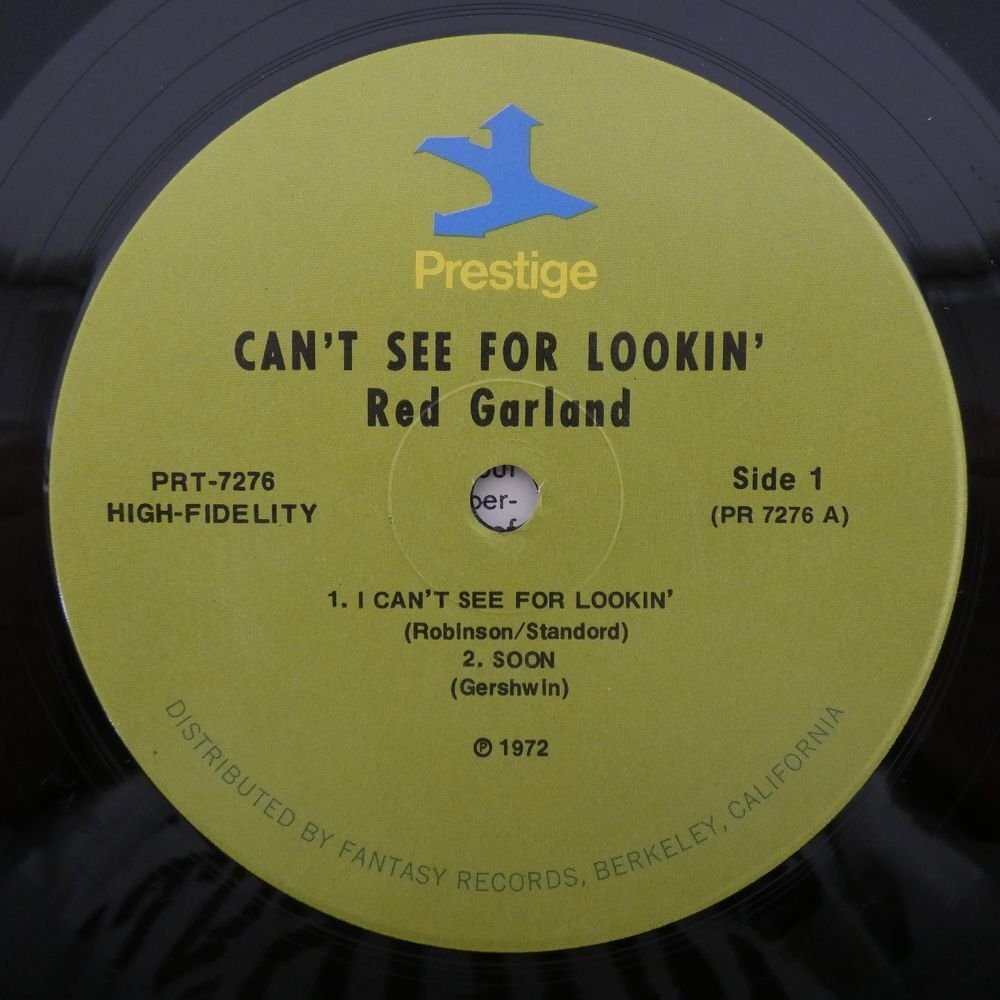 Prestige
CAN'T SEE FOR LOOKIN'
Red Garland
PRT-7276
HIGH-FIDELITY
Side 1
(PR 7276 A)
per-
1. I CAN'T SEE FOR LOOKIN'
(Robinson/Standord)
2. SOON
(Gershwin)
℗ 1972
DISTRIBUTED BY FANTASY RECORDS, BERKELEY, CALIFORNIA